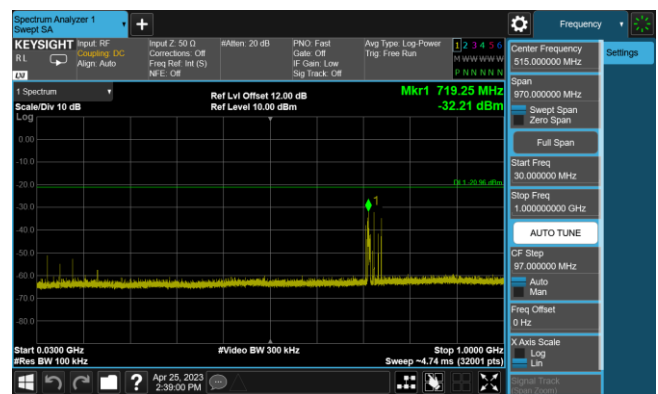 Spectrum Analyzer 1
Swept SA
Frequency
KEYSIGHT
R L
LV
Input: RF
Coupling: DC
Align: Auto
Input Z: 50 Ω
Corrections: Off
Freq Ref: Int (S)
NFE: Off
#Atten: 20 dB
PNO: Fast
Gate: Off
IF Gain: Low
Sig Track: Off
Avg Type: Log-Power
Trig: Free Run
1 2 3 4 5 6
M W W W W W
P N N N N N
1 Spectrum
Scale/Div 10 dB
Log
Ref Lvl Offset 12.00 dB
Ref Level 10.00 dBm
Mkr1 719.25 MHz
-32.21 dBm
0.00
-10.0
-20.0
-30.0
-40.0
-50.0
-60.0
-70.0
-80.0
DL1 -20.96 dBm
1
Start 0.0300 GHz
#Res BW 100 kHz
#Video BW 300 kHz
Stop 1.0000 GHz
Sweep ~4.74 ms (32001 pts)
Apr 25, 2023
2:39:00 PM
Center Frequency
515.000000 MHz
Settings
Span
970.000000 MHz
Swept Span
Zero Span
Full Span
Start Freq
30.000000 MHz
Stop Freq
1.000000000 GHz
AUTO TUNE
CF Step
97.000000 MHz
Auto
Man
Freq Offset
0 Hz
X Axis Scale
Log
Lin
Signal Track
(Span Zoom)